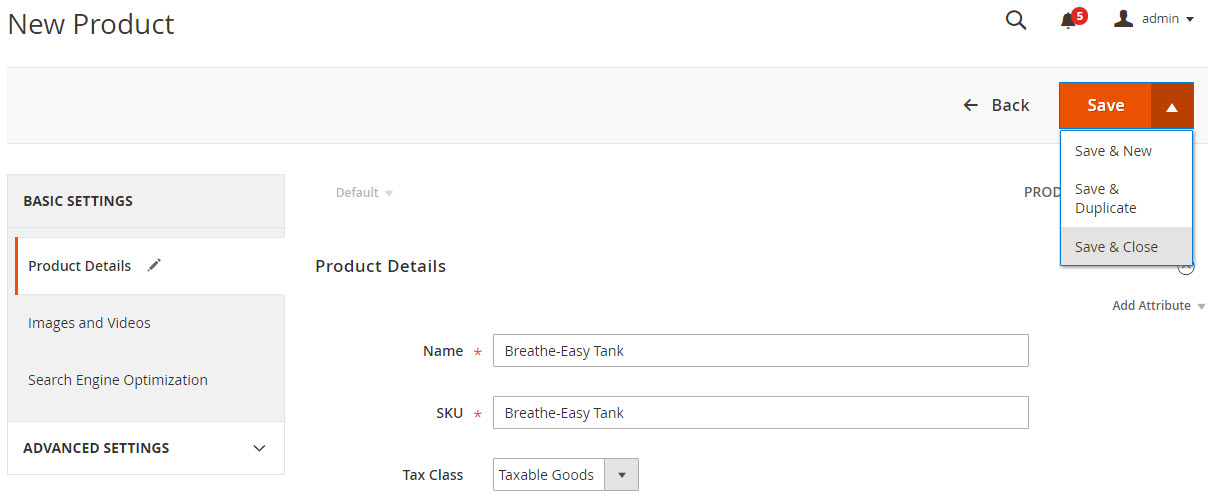 New Product
5
admin
Back
Save
Save & New
Save &
Duplicate
Save & Close
BASIC SETTINGS
Product Details
Images and Videos
Search Engine Optimization
ADVANCED SETTINGS
Default
Product Details
Add Attribute
Name * Breathe-Easy Tank
SKU * Breathe-Easy Tank
Tax Class Taxable Goods